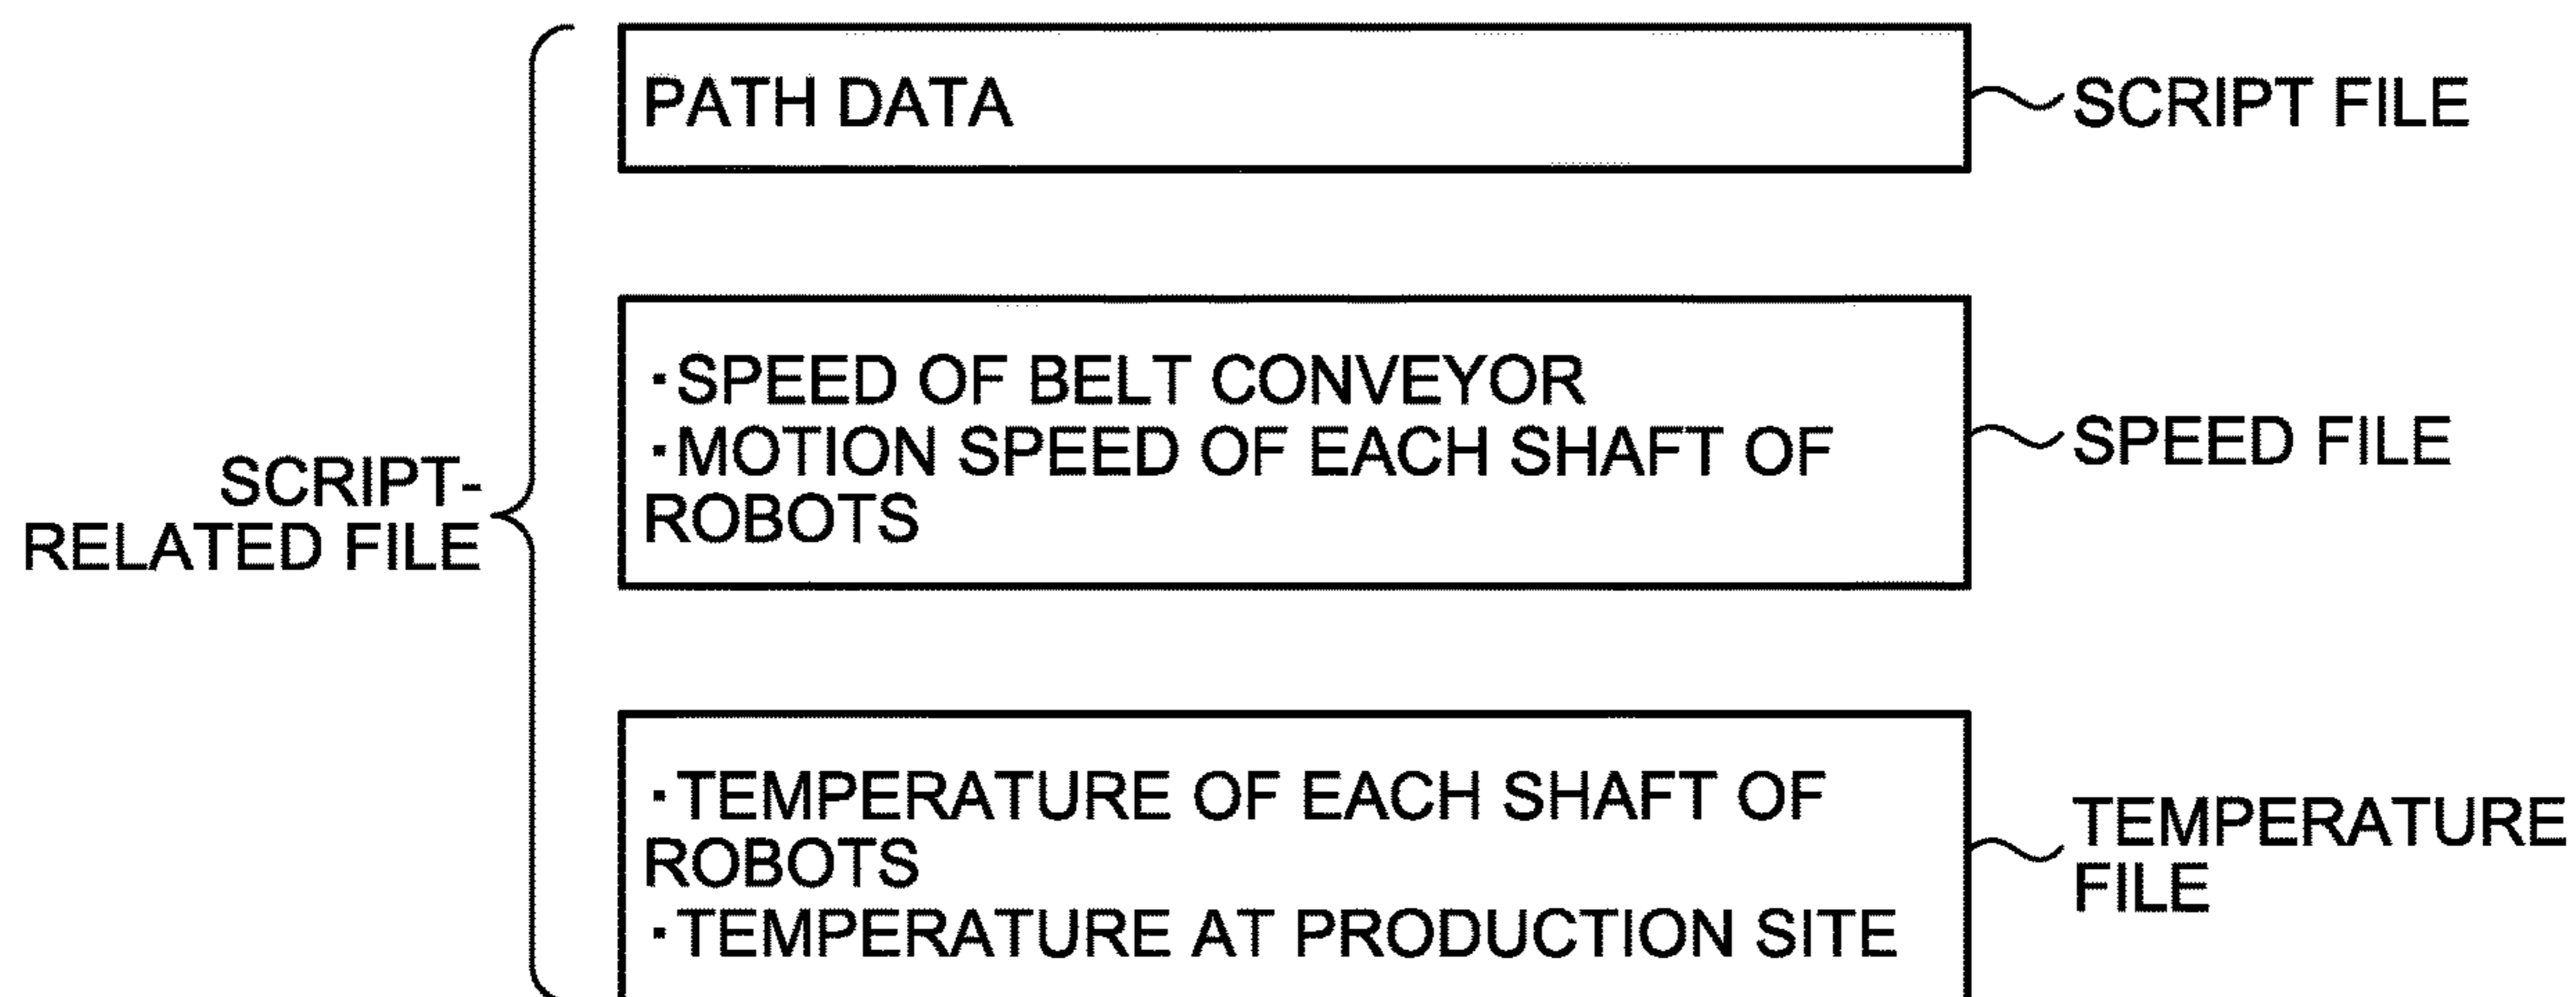 PATH DATA
SCRIPT FILE
·SPEED OF BELT CONVEYOR
·MOTION SPEED OF EACH SHAFT OF
ROBOTS
SPEED FILE
SCRIPT-
RELATED FILE
·TEMPERATURE OF EACH SHAFT OF
ROBOTS
·TEMPERATURE AT PRODUCTION SITE
TEMPERATURE
FILE